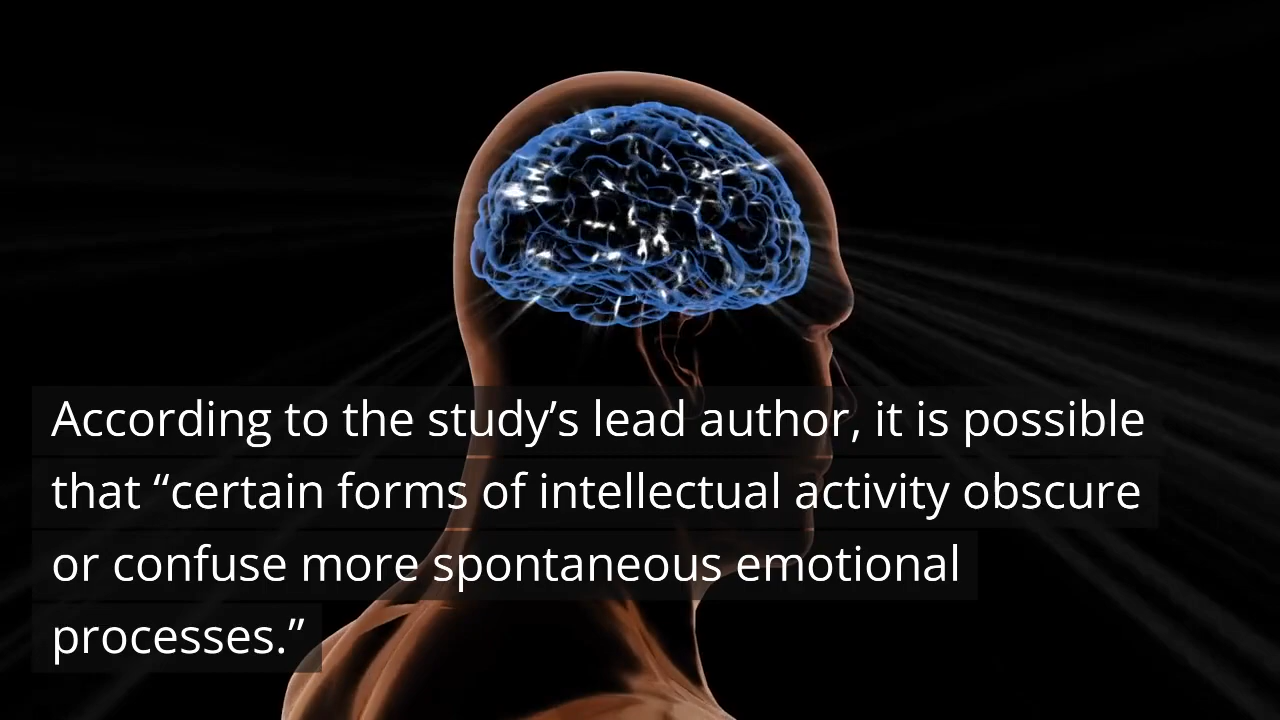 According to the study’s lead author, it is possible
that “certain forms of intellectual activity obscure
or confuse more spontaneous emotional
processes.”